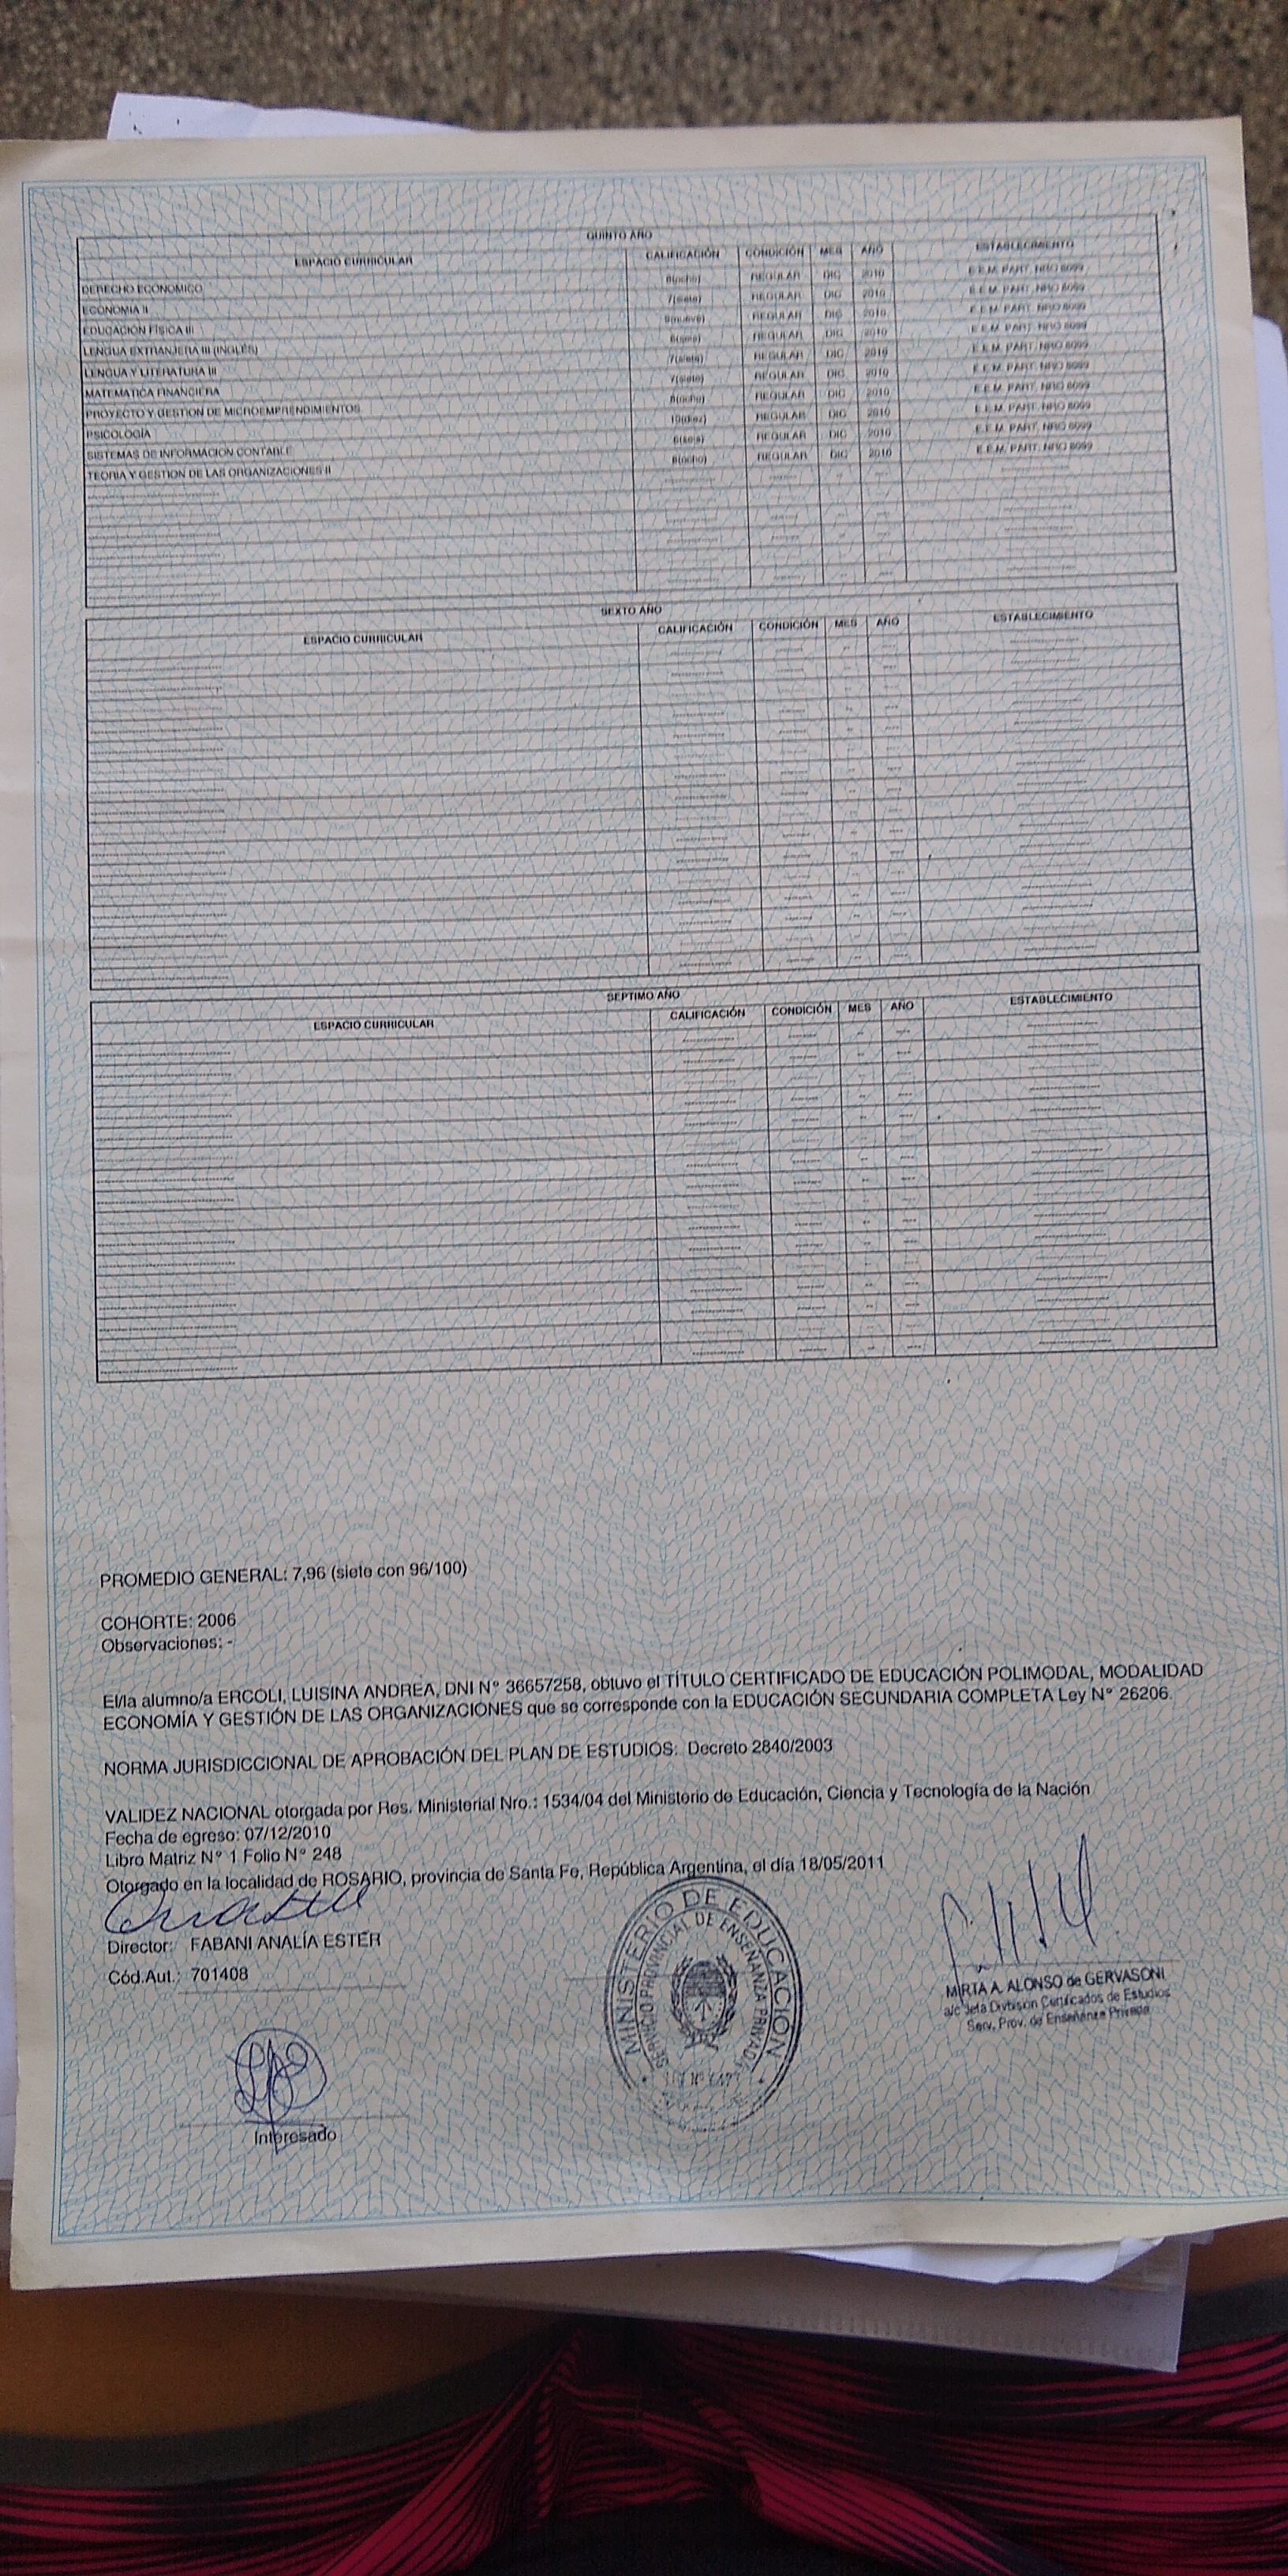 QUINTO AÑO
ESPACIO CURRICULAR CALIFICACIÓN CONDICIÓN MES AÑO ESTABLECIMIENTO
DERECHO ECONOMICO 8(ocho) REGULAR DIC 2010 E.E.M. PART. NRO 8099
ECONOMIA II 7(siete) REGULAR DIC 2010 E.E.M. PART. NRO 8099
EDUCACIÓN FÍSICA III 9(nueve) REGULAR DIC 2010 E.E.M. PART. NRO 8099
LENGUA EXTRANJERA III (INGLÉS) REGULAR DIC 2010 E.E.M. PART. NRO 8099
LENGUA Y LITERATURA III 7(siete) REGULAR DIC 2010 E.E.M. PART. NRO 8099
MATEMATICA FINANCIERA 7(siete) REGULAR DIC 2010 E.E.M. PART. NRO 8099
PROYECTO Y GESTION DE MICROEMPRENDIMIENTOS 8(ocho) REGULAR DIC 2010 E.E.M. PART. NRO 8099
PSICOLOGÍA 10(diez) REGULAR DIC 2010 E.E.M. PART. NRO 8099
SISTEMAS DE INFORMACION CONTABLE 6(seis) REGULAR DIC 2010 E.E.M. PART. NRO 8099
TEORIA Y GESTION DE LAS ORGANIZACIONES II 8(ocho) REGULAR DIC 2010 E.E.M. PART. NRO 8099
SEXTO AÑO
ESPACIO CURRICULAR CALIFICACIÓN CONDICIÓN MES AÑO ESTABLECIMIENTO
SEPTIMO AÑO
ESPACIO CURRICULAR CALIFICACIÓN CONDICIÓN MES AÑO ESTABLECIMIENTO
PROMEDIO GENERAL: 7,96 (siete con 96/100)
COHORTE: 2006
Observaciones: -
El/la alumno/a ERCOLI, LUISINA ANDREA, DNI N° 36657258, obtuvo el TÍTULO CERTIFICADO DE EDUCACIÓN POLIMODAL, MODALIDAD
ECONOMÍA Y GESTIÓN DE LAS ORGANIZACIONES que se corresponde con la EDUCACIÓN SECUNDARIA COMPLETA Ley N° 26206.
NORMA JURISDICCIONAL DE APROBACIÓN DEL PLAN DE ESTUDIOS: Decreto 2840/2003
VALIDEZ NACIONAL otorgada por Res. Ministerial Nro.: 1534/04 del Ministerio de Educación, Ciencia y Tecnología de la Nación
Fecha de egreso: 07/12/2010
Libro Matriz N° 1 Folio N° 248
Otorgado en la localidad de ROSARIO, provincia de Santa Fe, República Argentina, el día 18/05/2011
Director: FABANI ANALÍA ESTER
Cód.Aut.: 701408
MINISTERIO DE EDUCACIÓN
SERVICIO PROVINCIAL DE ENSEÑANZA PRIVADA
MIRTA A. ALONSO de GERVASONI
a/c Jefa Division Certificados de Estudios
Serv. Prov. de Enseñanza Privada
Interesado